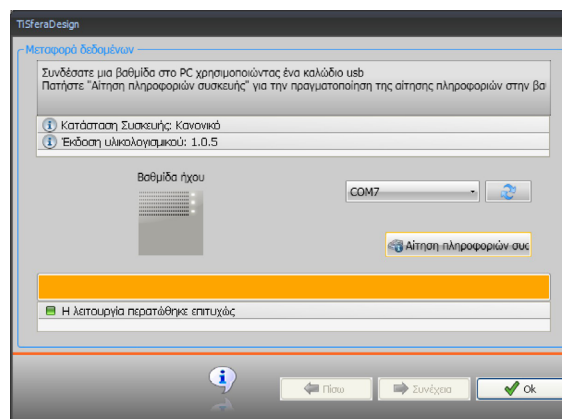 TiSferaDesign
Μεταφορά δεδομένων
Συνδέσατε μια βαθμίδα στο PC χρησιμοποιώντας ένα καλώδιο usb
Πατήστε "Αίτηση πληροφοριών συσκευής" για την πραγματοποίηση της αίτησης πληροφοριών στην βα
Κατάσταση Συσκευής: Κανονικό
Έκδοση υλικολογισμικού: 1.0.5
Βαθμίδα ήχου
COM7
Αίτηση πληροφοριών συσ
Η λειτουργία περατώθηκε επιτυχώς
Πίσω
Συνέχεια
Ok